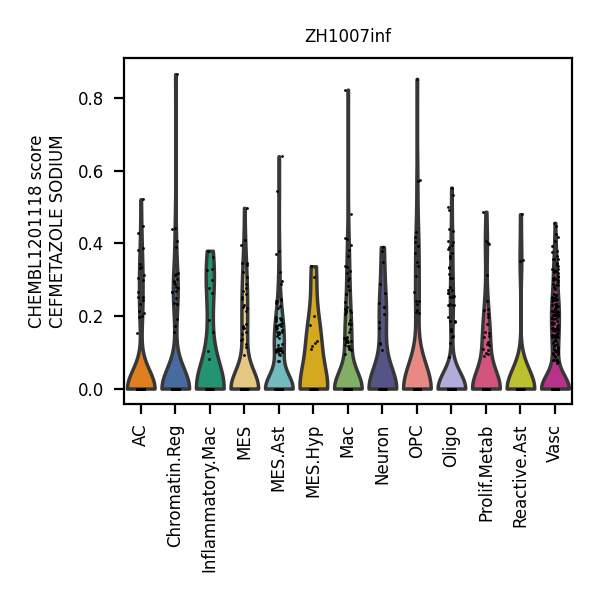 ZH1007inf
CHEMBL1201118 score
CEFMETAZOLE SODIUM
0.8
0.6
0.4
0.2
0.0
AC
Chromatin.Reg
Inflammatory.Mac
MES
MES.Ast
MES.Hyp
Mac
Neuron
OPC
Oligo
Prolif.Metab
Reactive.Ast
Vasc